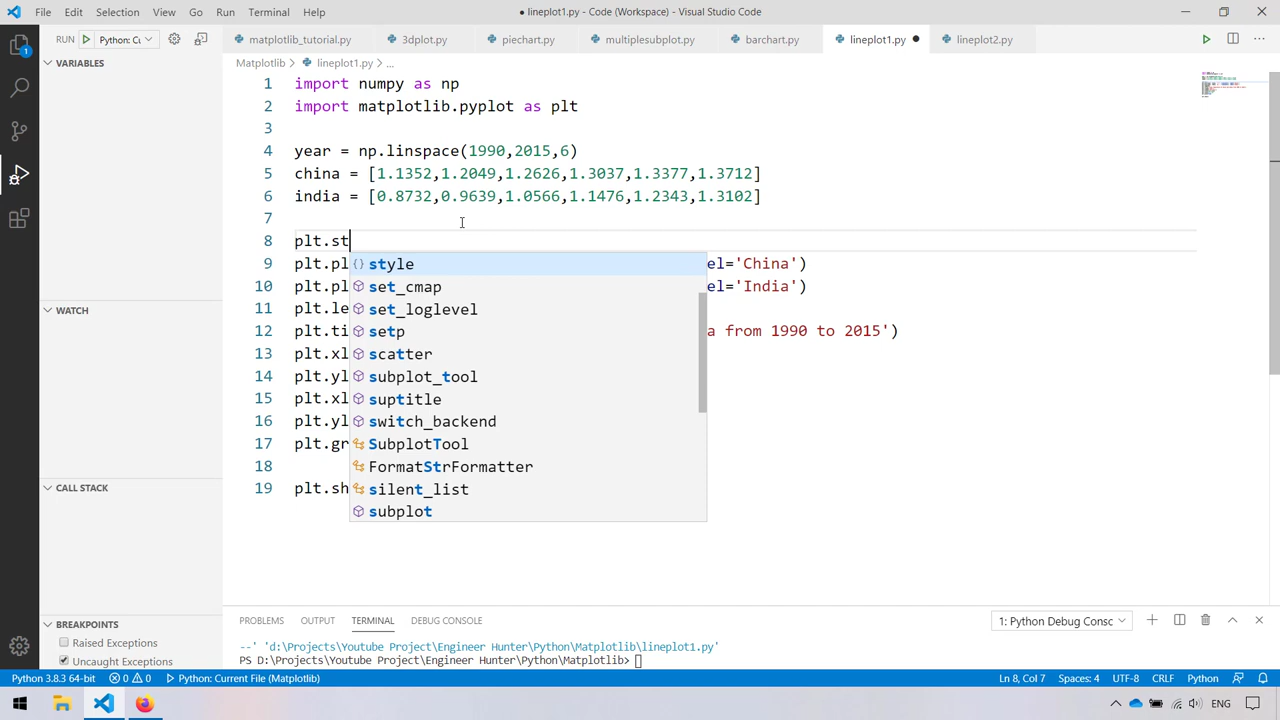 File Edit Selection View Go Run Terminal Help
● lineplot1.py - Code (Workspace) - Visual Studio Code
RUN Python: Cu
matplotlib_tutorial.py 3dplot.py piechart.py multiplesubplot.py barchart.py lineplot1.py ● lineplot2.py
VARIABLES
Matplotlib > lineplot1.py > ...
1 import numpy as np
2 import matplotlib.pyplot as plt
3
4 year = np.linspace(1990,2015,6)
5 china = [1.1352,1.2049,1.2626,1.3037,1.3377,1.3712]
6 india = [0.8732,0.9639,1.0566,1.1476,1.2343,1.3102]
7
8 plt.st
9 plt.pl el='China')
10 plt.pl el='India')
11 plt.le
12 plt.ti a from 1990 to 2015')
13 plt.xl
14 plt.yl
15 plt.xl
16 plt.yl
17 plt.gr
18
19 plt.sh
style
set_cmap
set_loglevel
setp
scatter
subplot_tool
suptitle
switch_backend
SubplotTool
FormatStrFormatter
silent_list
subplot
WATCH
CALL STACK
BREAKPOINTS
Raised Exceptions
Uncaught Exceptions
1
PROBLEMS OUTPUT TERMINAL DEBUG CONSOLE
1: Python Debug Consc
--' 'd:\Projects\Youtube Project\Engineer Hunter\Python\Matplotlib\lineplot1.py'
PS D:\Projects\Youtube Project\Engineer Hunter\Python\Matplotlib>
Python 3.8.3 64-bit 0 0 Python: Current File (Matplotlib)
Ln 8, Col 7 Spaces: 4 UTF-8 CRLF Python
ENG